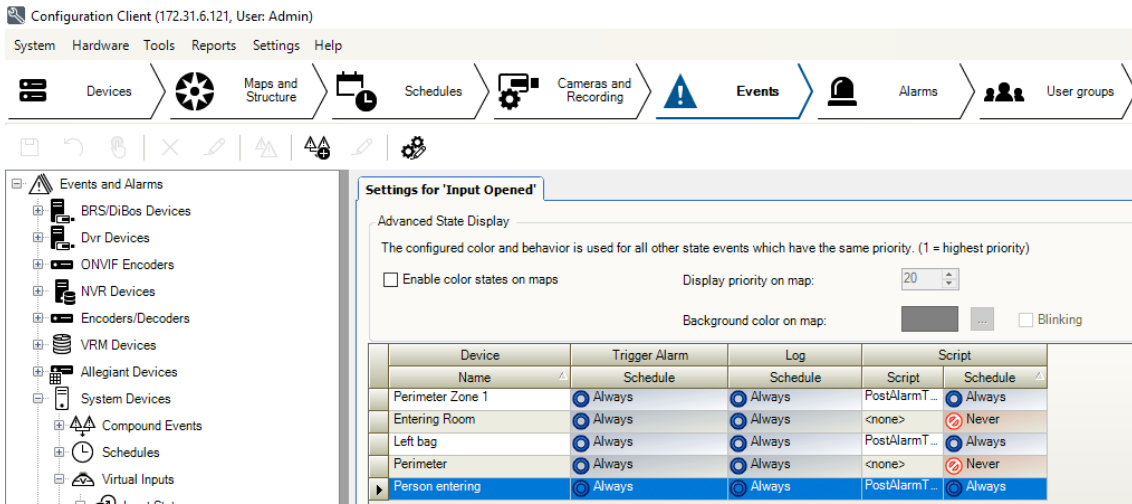 Configuration Client (172.31.6.121, User: Admin)
System Hardware Tools Reports Settings Help
Devices Maps and Structure Schedules Cameras and Recording Events Alarms User groups
Events and Alarms
BRS/DiBos Devices
Dvr Devices
ONVIF Encoders
NVR Devices
Encoders/Decoders
VRM Devices
Allegiant Devices
System Devices
Compound Events
Schedules
Virtual Inputs
Settings for 'Input Opened'
Advanced State Display
The configured color and behavior is used for all other state events which have the same priority. (1 = highest priority)
Enable color states on maps Display priority on map: 20
Background color on map: ... Blinking
Device Trigger Alarm Log Script
Name Schedule Schedule Script Schedule
Perimeter Zone 1 Always Always PostAlarmT... Always
Entering Room Always Always <none> Never
Left bag Always Always PostAlarmT... Always
Perimeter Always Always <none> Never
Person entering Always Always PostAlarmT... Always